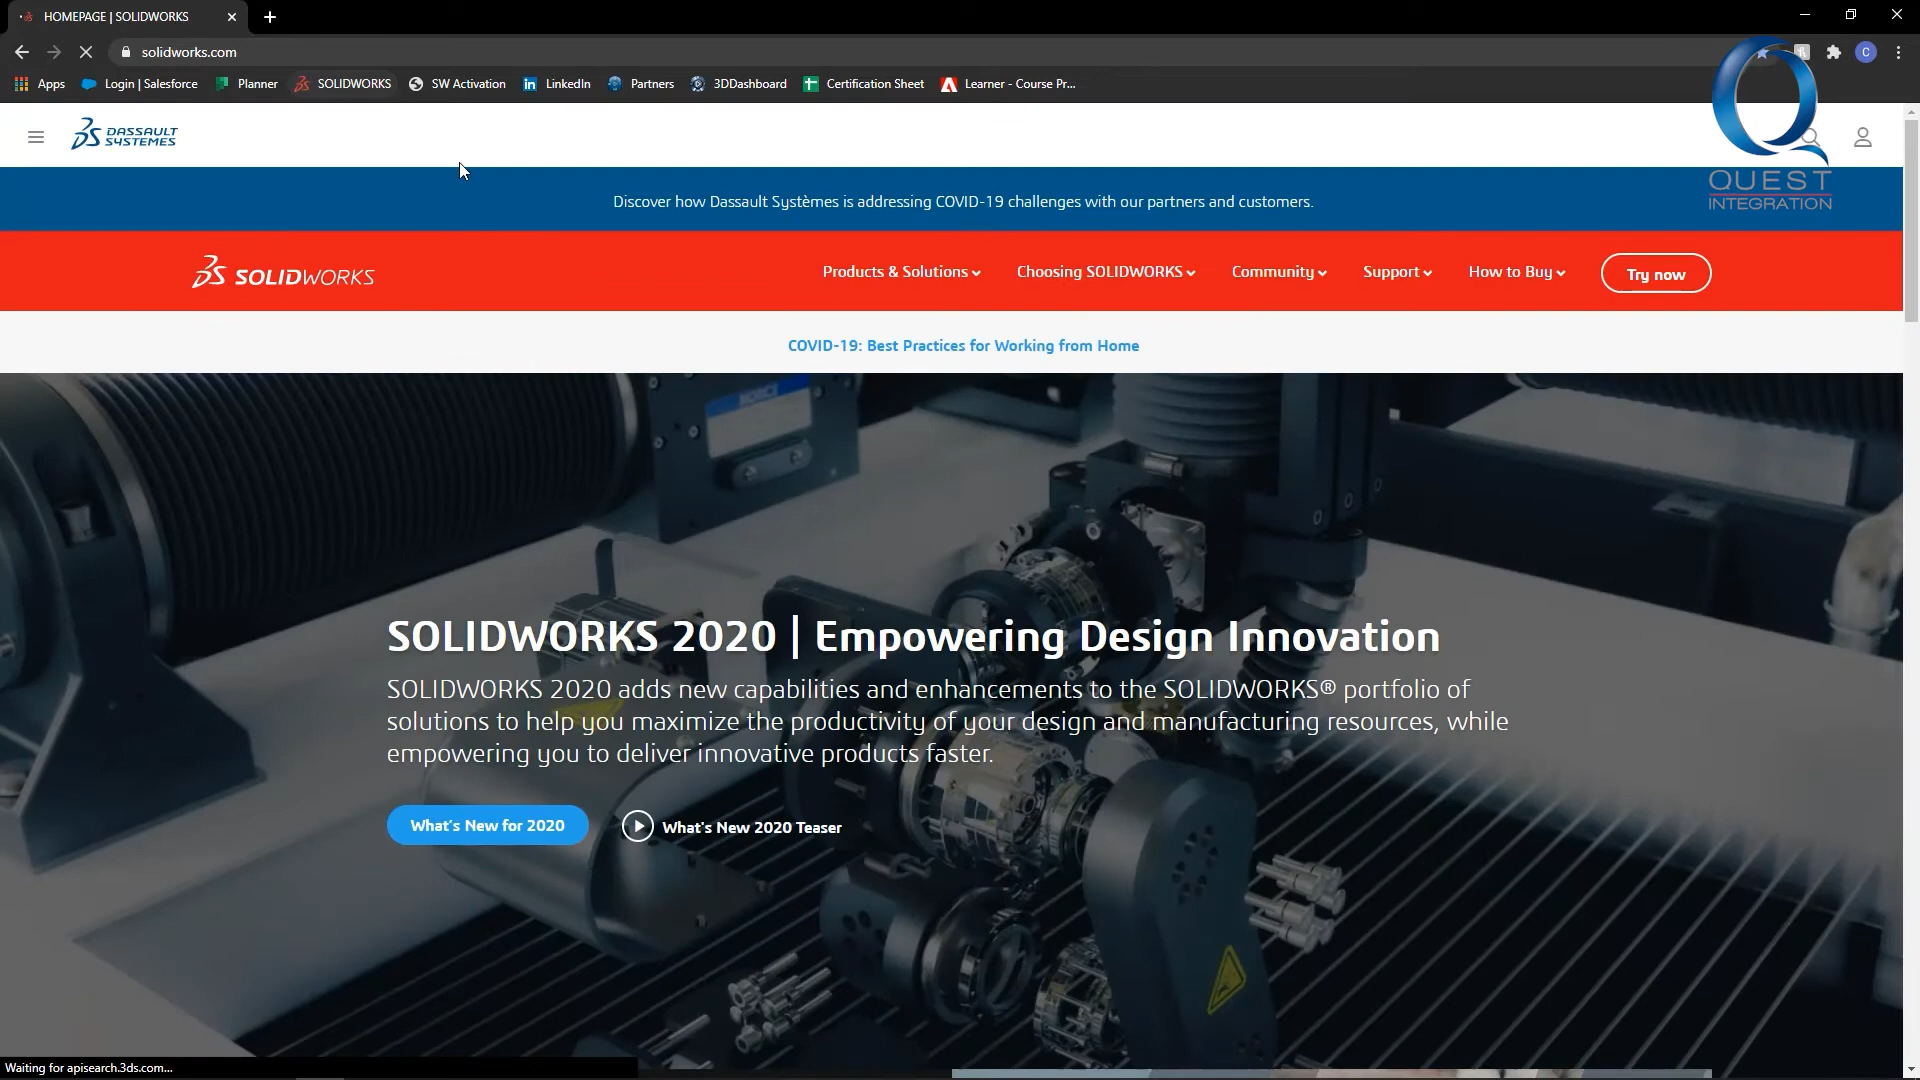 HOMEPAGE | SOLIDWORKS
solidworks.com
C
Apps Login | Salesforce Planner SOLIDWORKS SW Activation LinkedIn Partners 3DDashboard Certification Sheet Learner - Course Pr...
DASSAULT
SYSTEMES
QUEST
INTEGRATION
Discover how Dassault Systèmes is addressing COVID-19 challenges with our partners and customers.
SOLIDWORKS Products & Solutions Choosing SOLIDWORKS Community Support How to Buy Try now
COVID-19: Best Practices for Working from Home
SOLIDWORKS 2020 | Empowering Design Innovation
SOLIDWORKS 2020 adds new capabilities and enhancements to the SOLIDWORKS® portfolio of
solutions to help you maximize the productivity of your design and manufacturing resources, while
empowering you to deliver innovative products faster.
What's New for 2020 What's New 2020 Teaser
Waiting for apisearch.3ds.com...